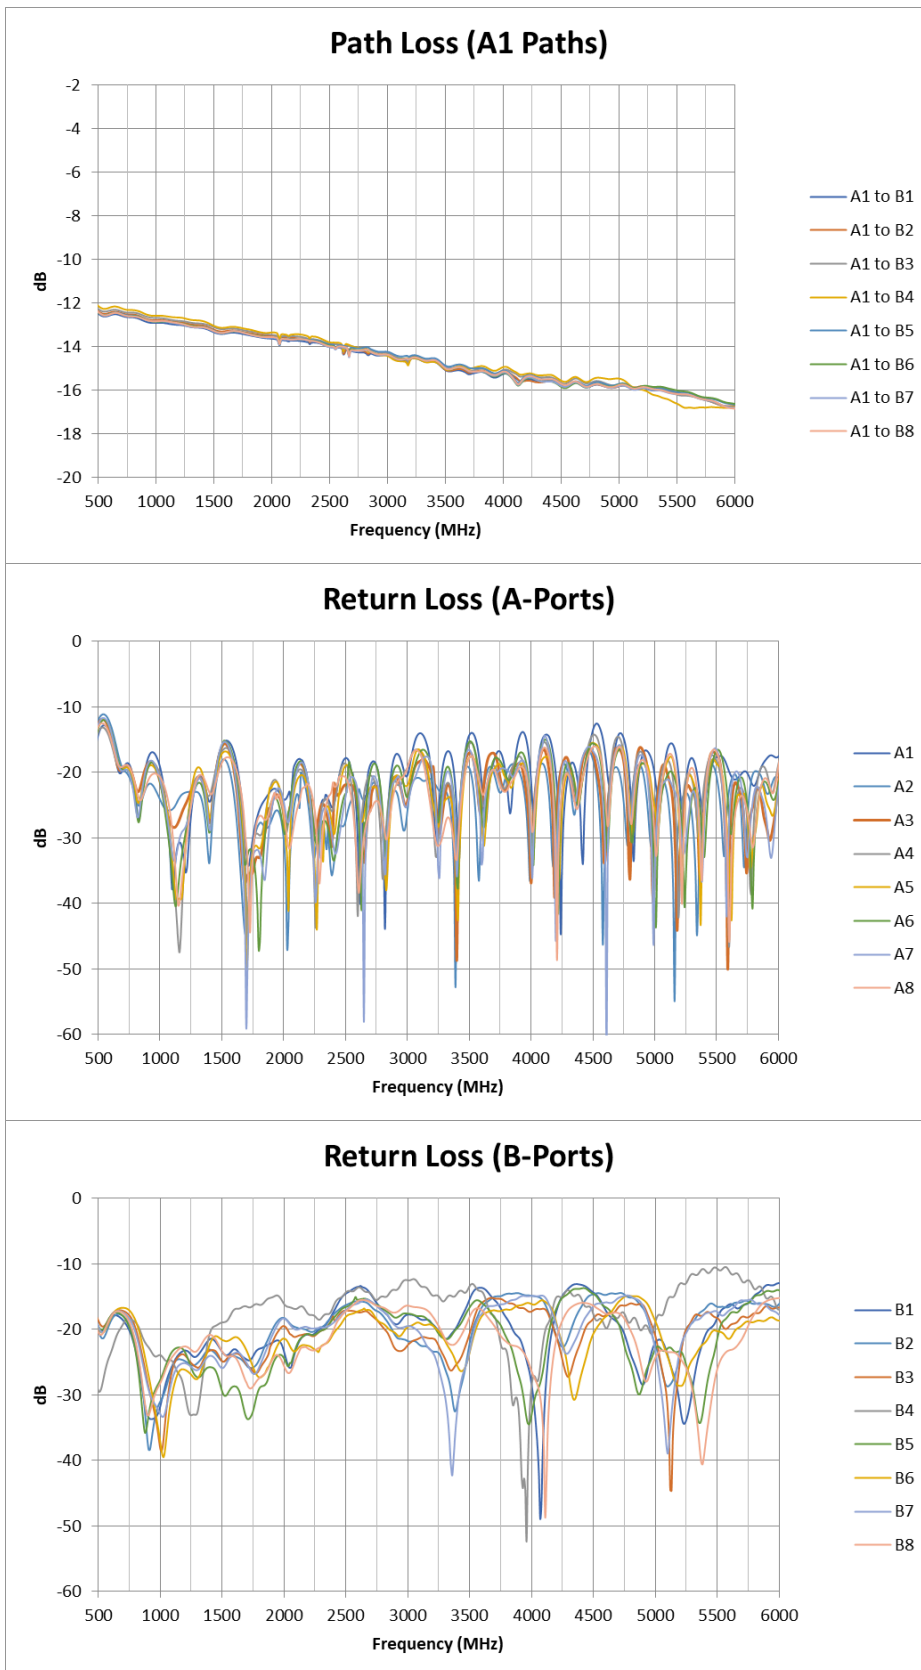 Path Loss (A1 Paths)
-2
-4
-6
-8
-10
-12
-14
-16
-18
-20
dB
500 1000 1500 2000 2500 3000 3500 4000 4500 5000 5500 6000
Frequency (MHz)
A1 to B1
A1 to B2
A1 to B3
A1 to B4
A1 to B5
A1 to B6
A1 to B7
A1 to B8
Return Loss (A-Ports)
0
-10
-20
-30
-40
-50
-60
dB
500 1000 1500 2000 2500 3000 3500 4000 4500 5000 5500 6000
Frequency (MHz)
A1
A2
A3
A4
A5
A6
A7
A8
Return Loss (B-Ports)
0
-10
-20
-30
-40
-50
-60
dB
500 1000 1500 2000 2500 3000 3500 4000 4500 5000 5500 6000
Frequency (MHz)
B1
B2
B3
B4
B5
B6
B7
B8